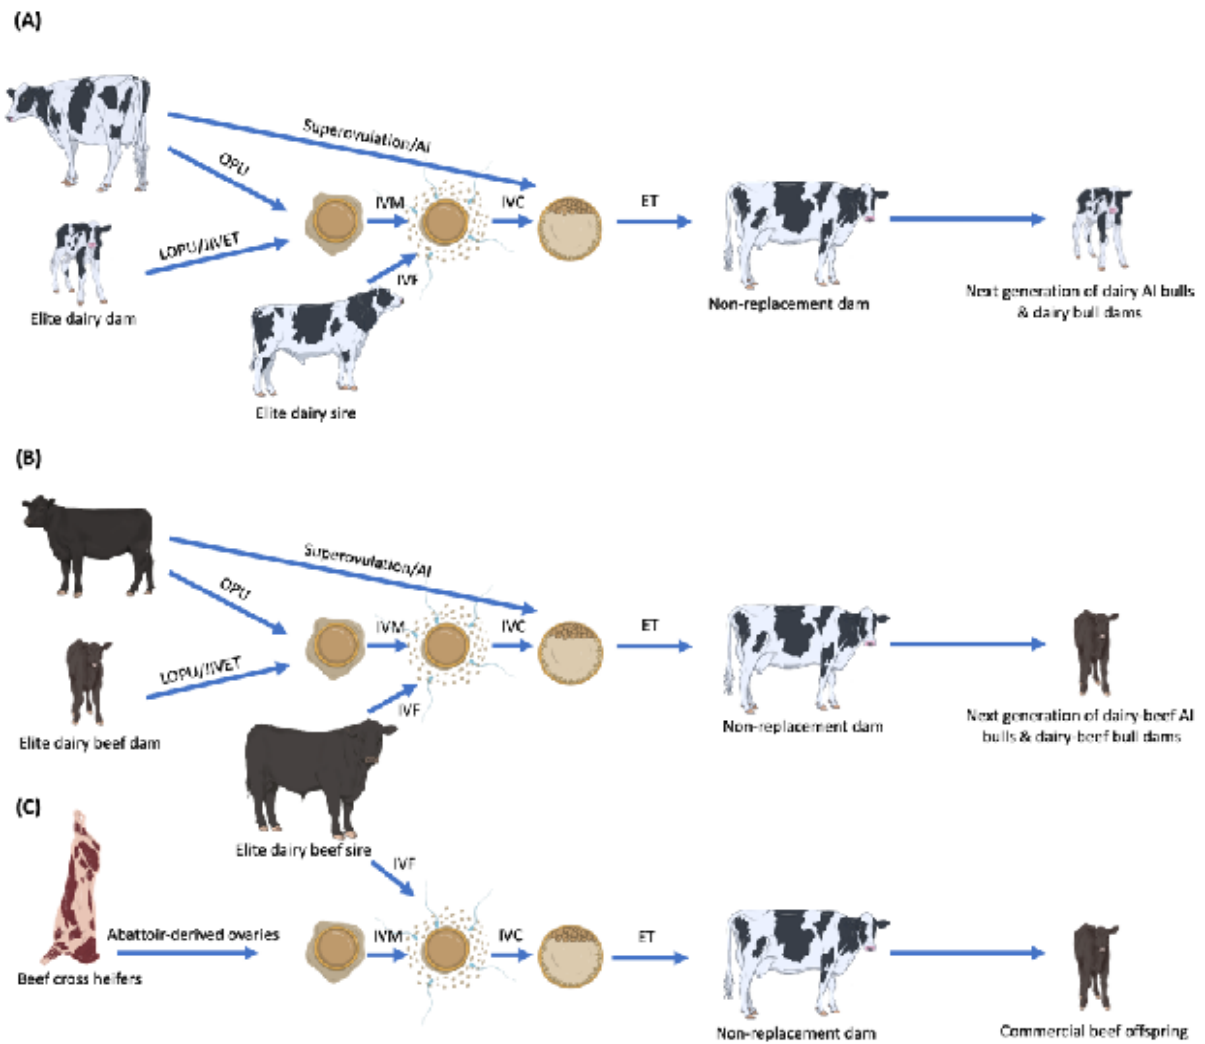 (A)
Superovulation/AI
OPU
IVM
IVC
ET
LOPU/JIVET
IVF
Elite dairy dam
Non-replacement dam
Next generation of dairy AI bulls
& dairy bull dams
Elite dairy sire
(B)
Superovulation/AI
OPU
IVM
IVC
ET
LOPU/JIVET
IVF
Elite dairy beef dam
Non-replacement dam
Next generation of dairy-beef AI
bulls & dairy-beef bull dams
(C)
Elite dairy beef sire
IVF
Abattoir-derived ovaries
IVM
IVC
ET
Beef cross heifers
Non-replacement dam
Commercial beef offspring